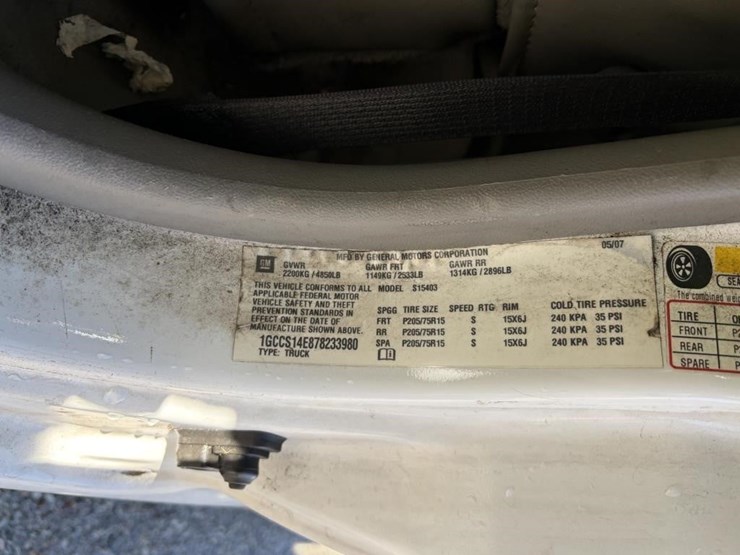 GM
MFD BY GENERAL MOTORS CORPORATION 05/07
GVWR GAWR FRT GAWR RR
2200KG/4850LB 1149KG/2533LB 1314KG/2896LB
THIS VEHICLE CONFORMS TO ALL MODEL S15403
APPLICABLE FEDERAL MOTOR
VEHICLE SAFETY AND THEFT
PREVENTION STANDARDS IN
EFFECT ON THE DATE OF
MANUFACTURE SHOWN ABOVE.
1GCCS14E878233980
TYPE: TRUCK
SPGG TIRE SIZE SPEED RTG RIM COLD TIRE PRESSURE
FRT P205/75R15 S 15X6J 240 KPA 35 PSI
RR P205/75R15 S 15X6J 240 KPA 35 PSI
SPA P205/75R15 S 15X6J 240 KPA 35 PSI
The combined
TIRE
FRONT
REAR
SPARE